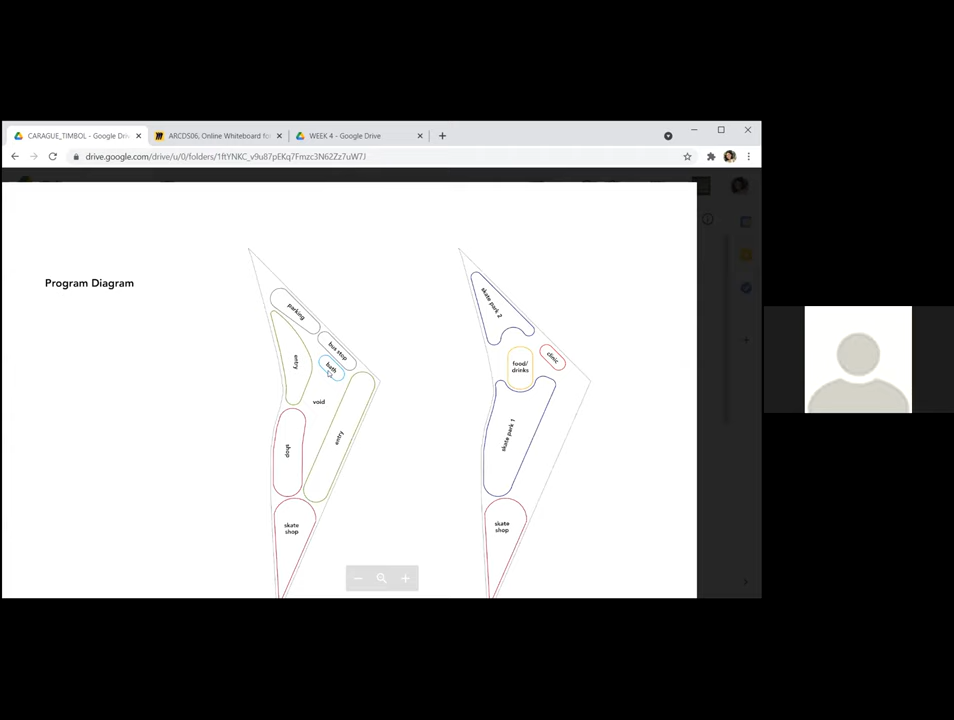 CARAGUE_TIMBOL - Google Driv
ARCDS06, Online Whiteboard for
WEEK 4 - Google Drive
drive.google.com/drive/u/0/folders/1ftYNKC_v9u87pEKq7Fmzc3N62Zz7uW7J
Program Diagram
parking
bus stop
bath
entry
void
entry
shop
skate
shop
skate park 2
clinic
food/
drinks
skate park 1
skate
shop